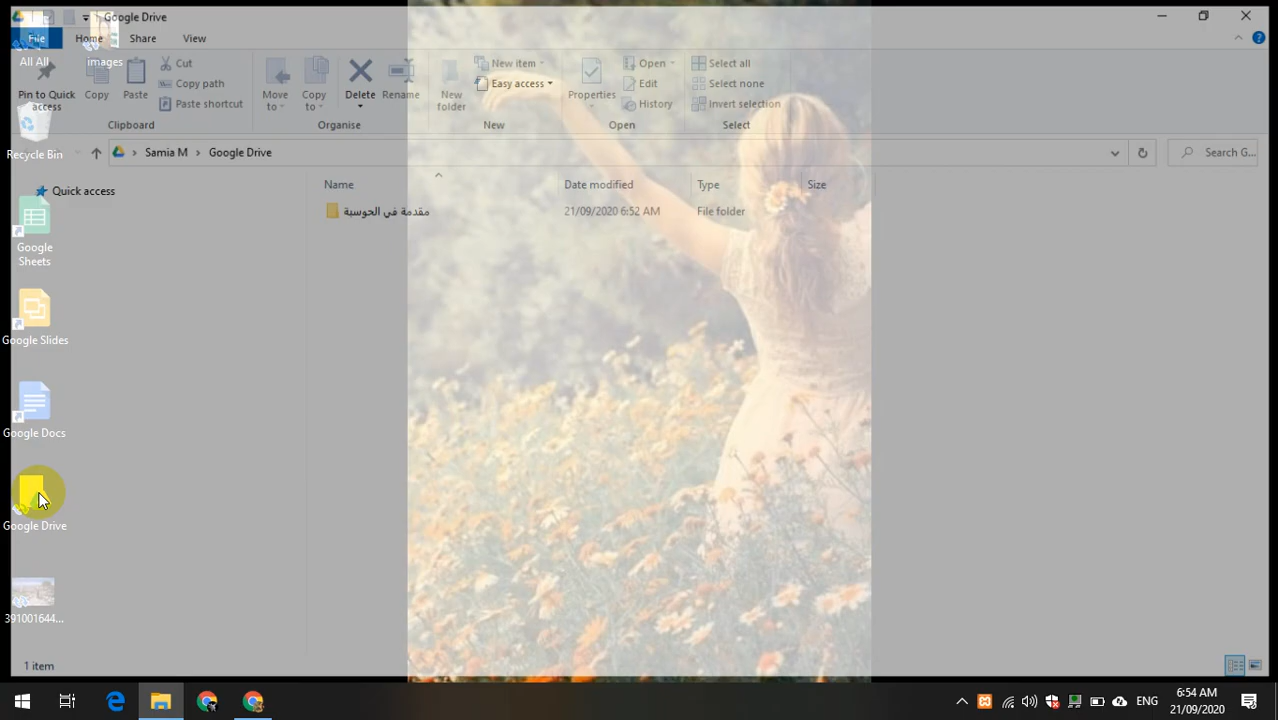 Google Drive
File
Home
Share
View
All All
images
Pin to Quick
access
Copy
Paste
Cut
Copy path
Paste shortcut
Clipboard
Move
to
Copy
to
Delete
Rename
Organise
New
folder
New item
Easy access
New
Properties
Open
Edit
History
Open
Select all
Select none
Invert selection
Select
Recycle Bin
Samia M
Google Drive
Search G...
Quick access
Name
Date modified
Type
Size
مقدمة في الحوسبة
21/09/2020 6:52 AM
File folder
Google
Sheets
Google Slides
Google Docs
Google Drive
391001644...
1 item
ENG
6:54 AM
21/09/2020